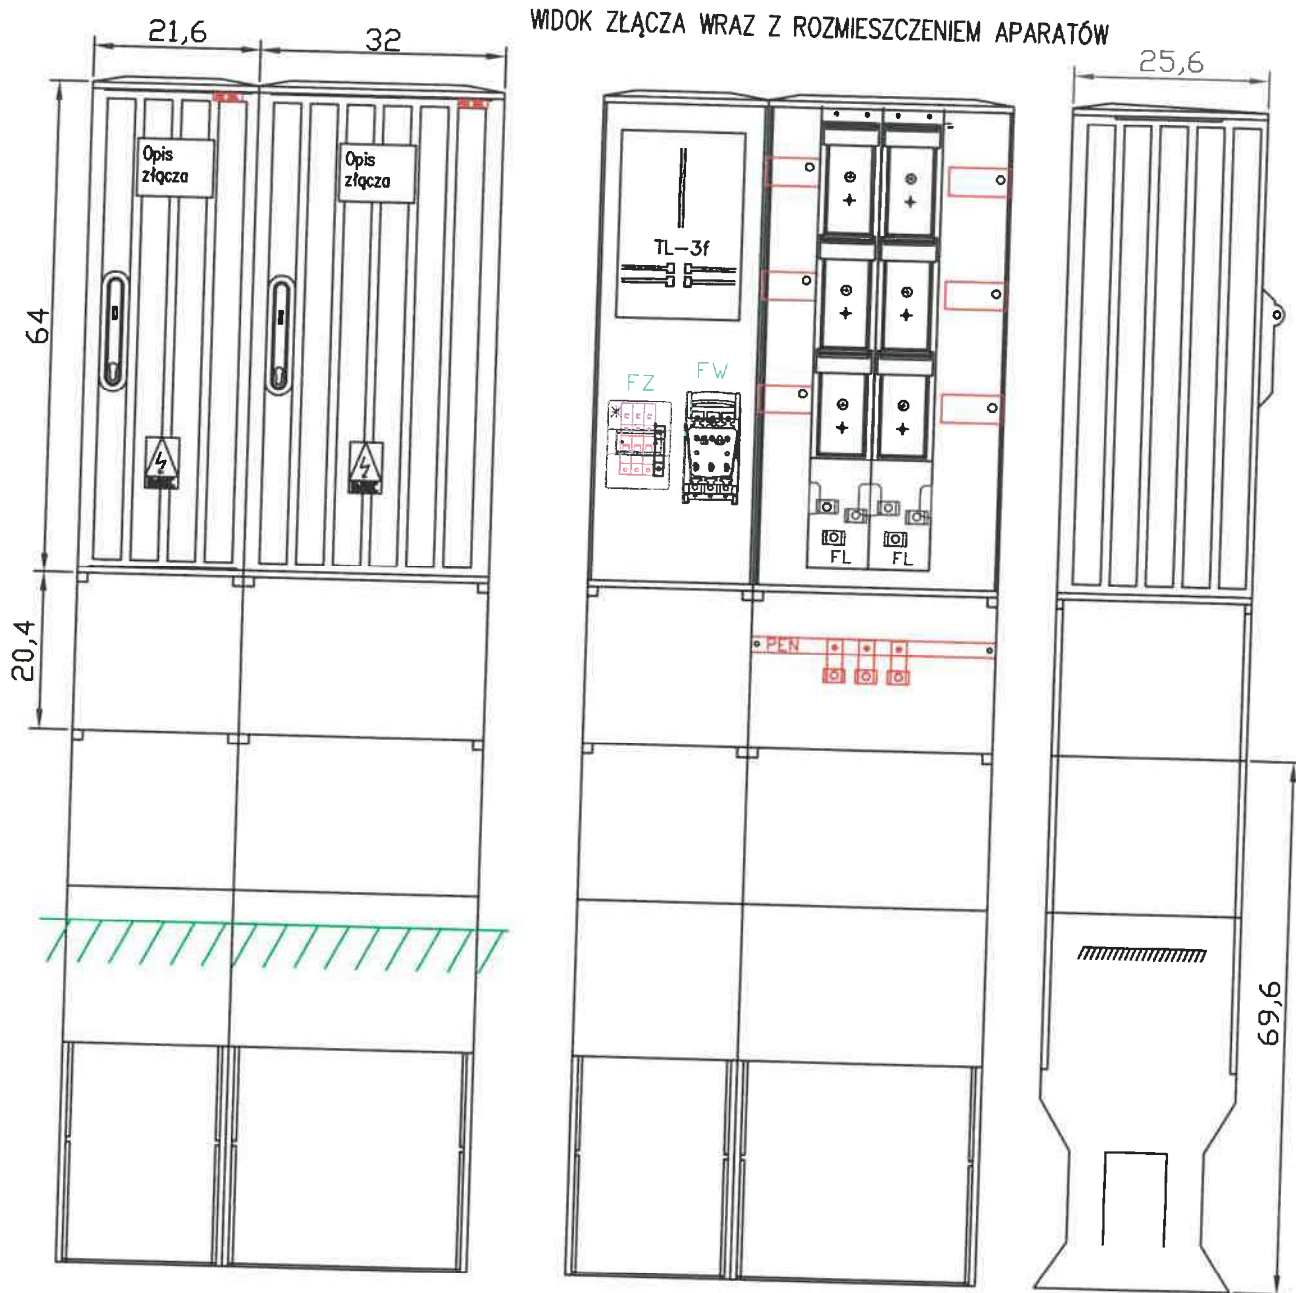 WIDOK ZŁĄCZA WRAZ Z ROZMIESZCZENIEM APARATÓW
21,6
32
25,6
Opis
złącza
Opis
złącza
64
TL-3f
FZ
FW
FL
FL
20,4
PEN
69,6